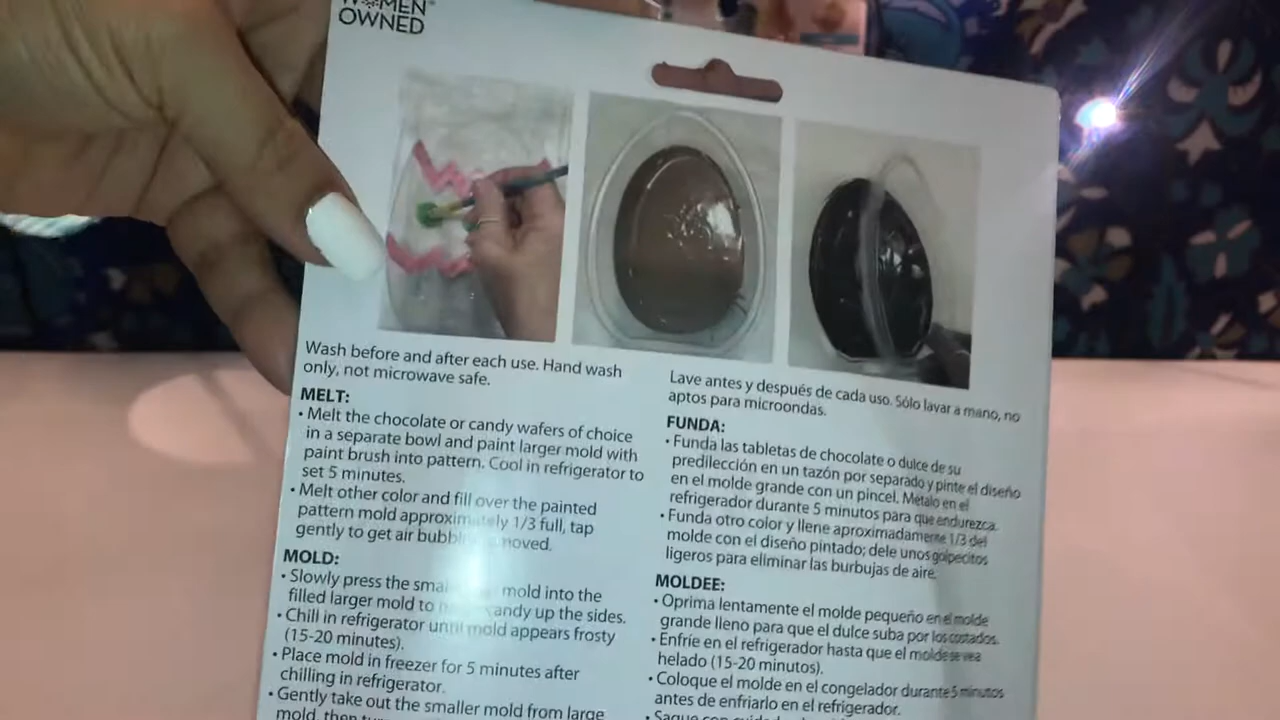 WOMEN
OWNED
Wash before and after each use. Hand wash
only, not microwave safe.
MELT:
• Melt the chocolate or candy wafers of choice
in a separate bowl and paint larger mold with
paint brush into pattern. Cool in refrigerator to
set 5 minutes.
• Melt other color and fill over the painted
pattern mold approximately 1/3 full, tap
gently to get air
MOLD:
• Slowly press the mold into the
filled larger mold to candy up the sides.
• Chill in refrigerator until mold appears frosty
(15-20 minutes).
• Place mold in freezer for 5 minutes after
chilling in refrigerator.
• Gently take out the smaller mold from large
mold, then
Lave antes y después de cada uso. Sólo lavar a mano, no
aptos para microondas.
FUNDA:
• Funda las tabletas de chocolate o dulce de su
predilección en un tazón por separado y pinte el diseño
en el molde grande con un pincel. Métalo en el
refrigerador durante 5 minutos para que endurezca.
• Funda otro color y llene aproximadamente 1/3 del
molde con el diseño pintado; dele unos golpecitos
ligeros para eliminar las burbujas de aire.
MOLDEE:
• Oprima lentamente el molde pequeño en el molde
grande lleno para que el dulce suba por los costados.
• Enfríe en el refrigerador hasta que el molde se vea
helado (15-20 minutos).
• Coloque el molde en el congelador durante 5 minutos
antes de enfriarlo en el refrigerador.
• Saque con